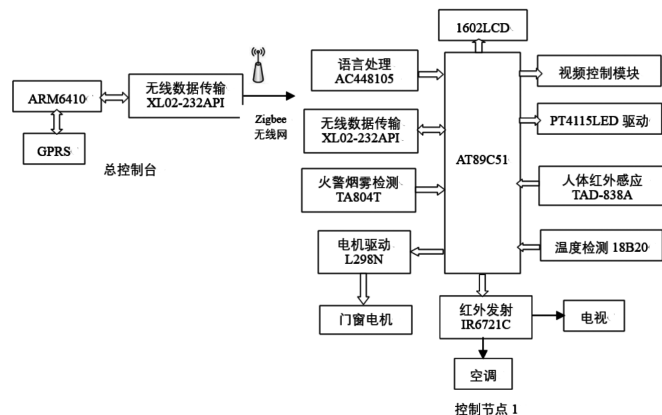 1602LCD
语言处理
AC448105
视频控制模块
无线数据传输
XL02-232API
ARM6410
Zigbee
无线网
无线数据传输
XL02-232API
PT4115LED 驱动
AT89C51
GPRS
总控制台
火警烟雾检测
TA804T
人体红外感应
TAD-838A
电机驱动
L298N
温度检测 18B20
门窗电机
红外发射
IR6721C
电视
空调
控制节点 1